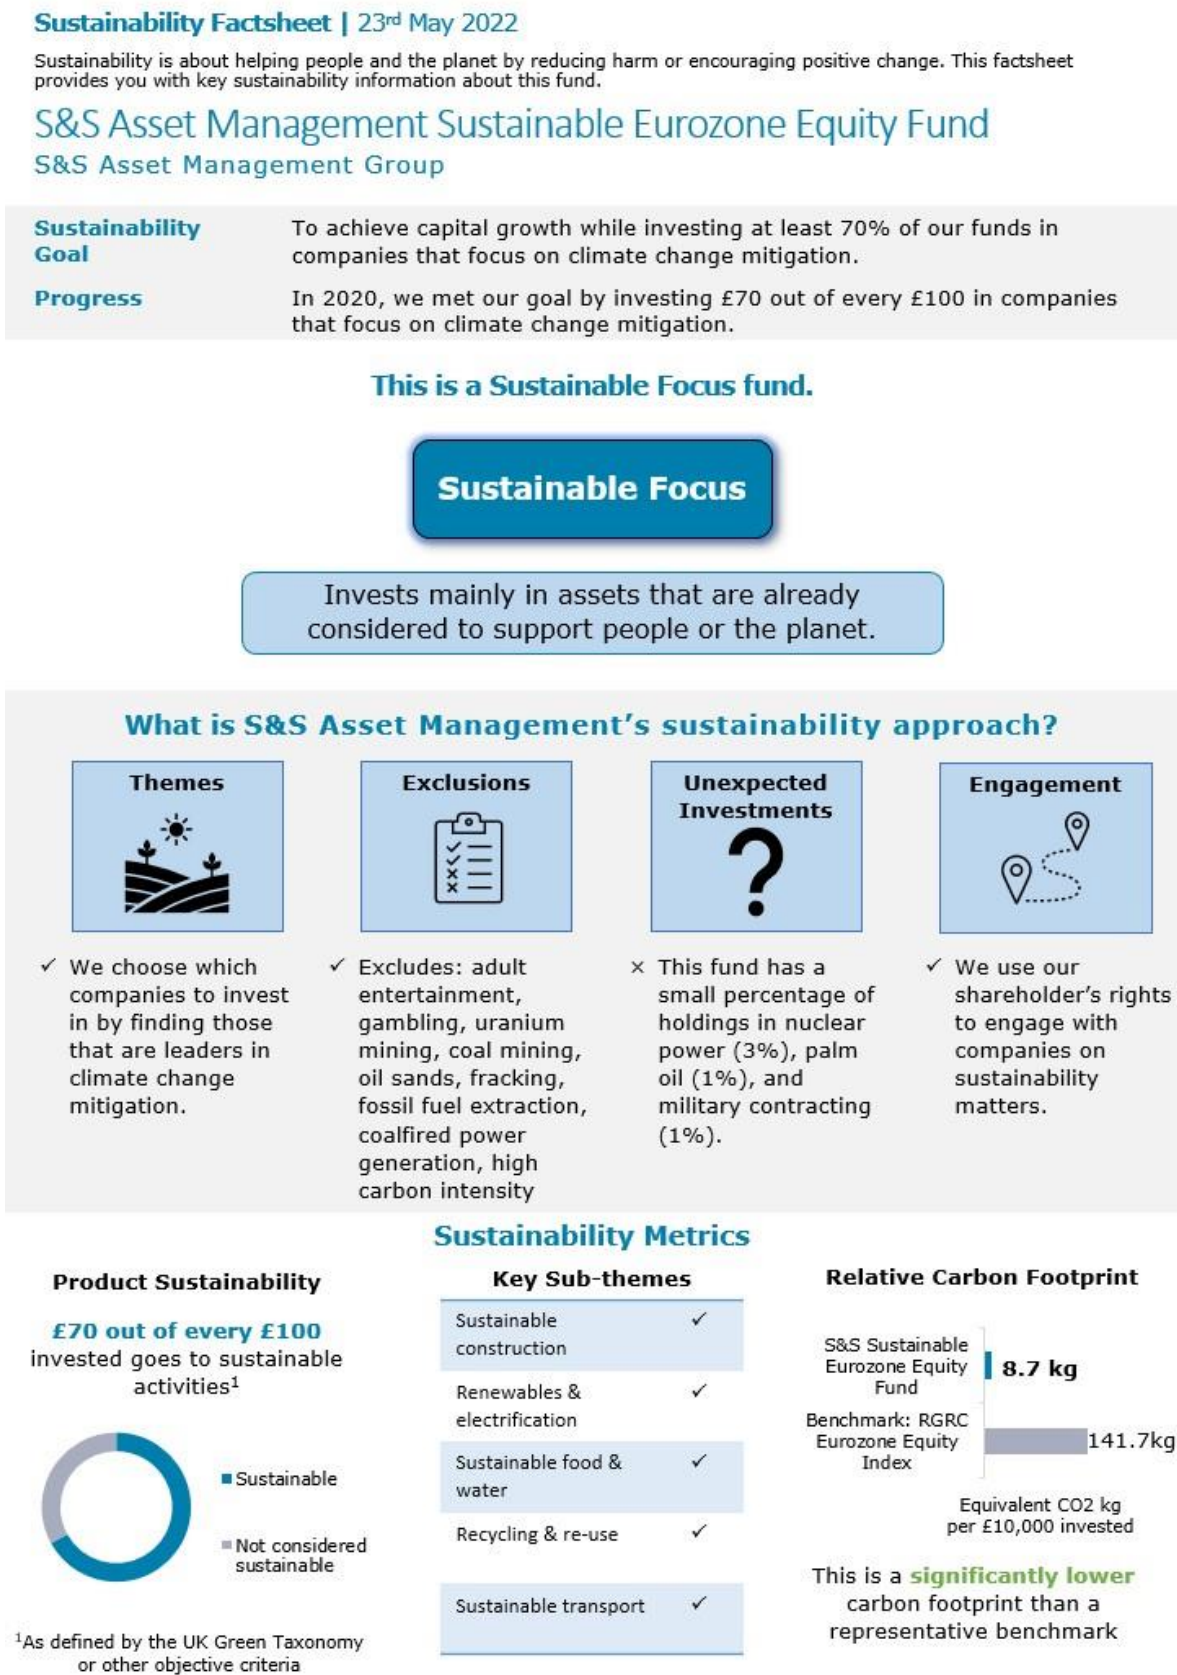 Sustainability Factsheet | 23rd May 2022
Sustainability is about helping people and the planet by reducing harm or encouraging positive change. This factsheet
provides you with key sustainability information about this fund.
S&S Asset Management Sustainable Eurozone Equity Fund
S&S Asset Management Group
Sustainability
Goal
To achieve capital growth while investing at least 70% of our funds in
companies that focus on climate change mitigation.
Progress
In 2020, we met our goal by investing £70 out of every £100 in companies
that focus on climate change mitigation.
This is a Sustainable Focus fund.
Sustainable Focus
Invests mainly in assets that are already
considered to support people or the planet.
What is S&S Asset Management’s sustainability approach?
Themes
✓ We choose which
companies to invest
in by finding those
that are leaders in
climate change
mitigation.
Exclusions
✓ Excludes: adult
entertainment,
gambling, uranium
mining, coal mining,
oil sands, fracking,
fossil fuel extraction,
coalfired power
generation, high
carbon intensity
Unexpected
Investments
?
× This fund has a
small percentage of
holdings in nuclear
power (3%), palm
oil (1%), and
military contracting
(1%).
Engagement
✓ We use our
shareholder’s rights
to engage with
companies on
sustainability
matters.
Sustainability Metrics
Product Sustainability
£70 out of every £100
invested goes to sustainable
activities¹
Sustainable
Not considered
sustainable
¹As defined by the UK Green Taxonomy
or other objective criteria
Key Sub-themes
Sustainable ✓
construction
Renewables & ✓
electrification
Sustainable food & ✓
water
Recycling & re-use ✓
Sustainable transport ✓
Relative Carbon Footprint
S&S Sustainable
Eurozone Equity
Fund
8.7 kg
Benchmark: RGRC
Eurozone Equity
Index
141.7kg
Equivalent CO2 kg
per £10,000 invested
This is a significantly lower
carbon footprint than a
representative benchmark